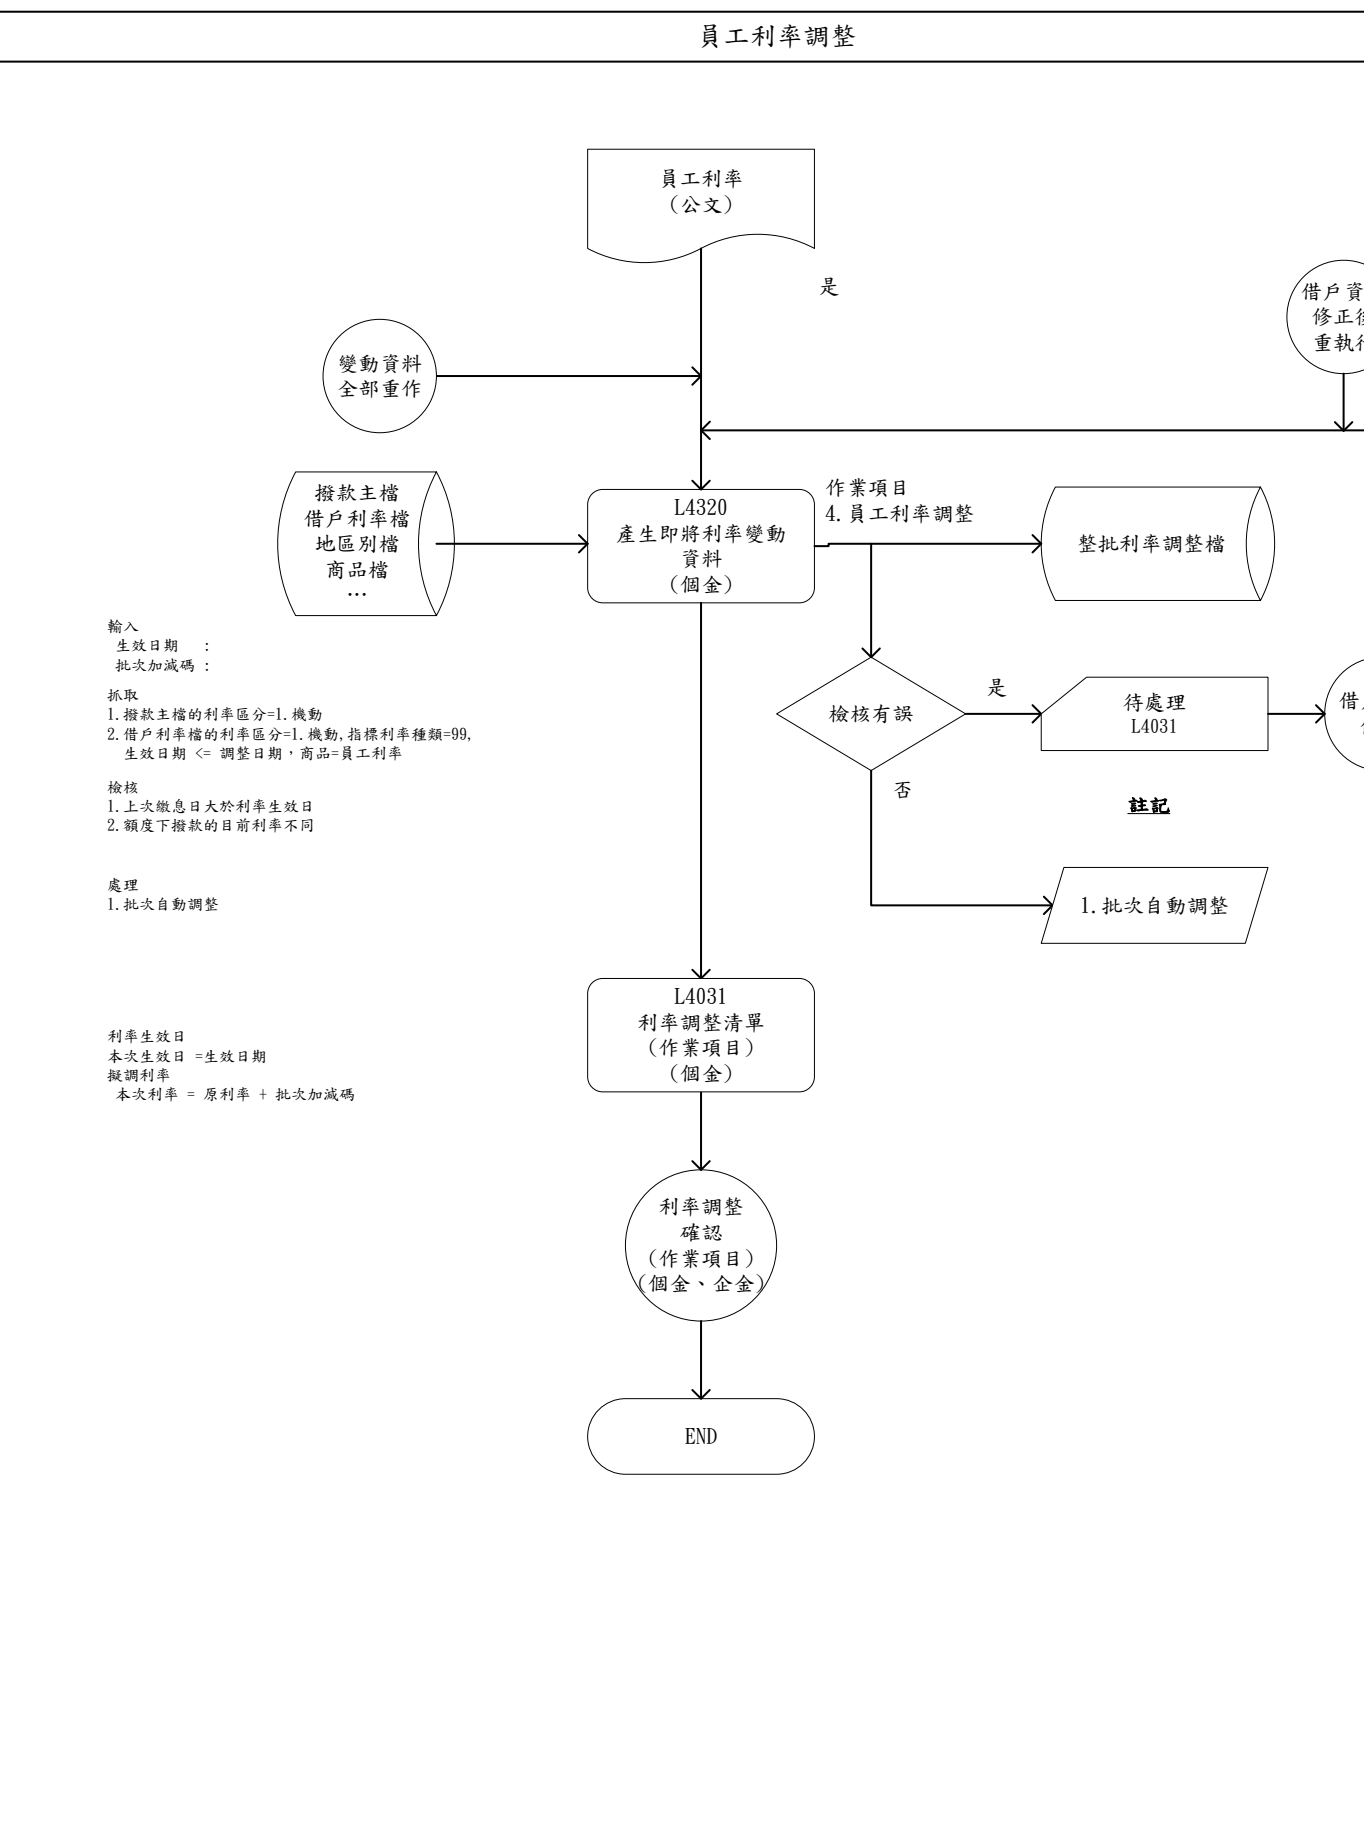 員工利率調整
員工利率
(公文)
是
借戶資
修正後
重執行
變動資料
全部重作
撥款主檔
借戶利率檔
地區別檔
商品檔
...
L4320
產生即將利率變動
資料
(個金)
作業項目
4.員工利率調整
整批利率調整檔
輸入
生效日期 :
批次加減碼 :
抓取
1.撥款主檔的利率區分=1.機動
2.借戶利率檔的利率區分=1.機動,指標利率種類=99,
生效日期 <= 調整日期，商品=員工利率
檢核
1.上次繳息日大於利率生效日
2.額度下撥款的目前利率不同
處理
1.批次自動調整
檢核有誤
是
待處理
L4031
借
否
註記
1.批次自動調整
L4031
利率調整清單
(作業項目)
(個金)
利率生效日
本次生效日 =生效日期
擬調利率
本次利率 = 原利率 + 批次加減碼
利率調整
確認
(作業項目)
(個金、企金)
END